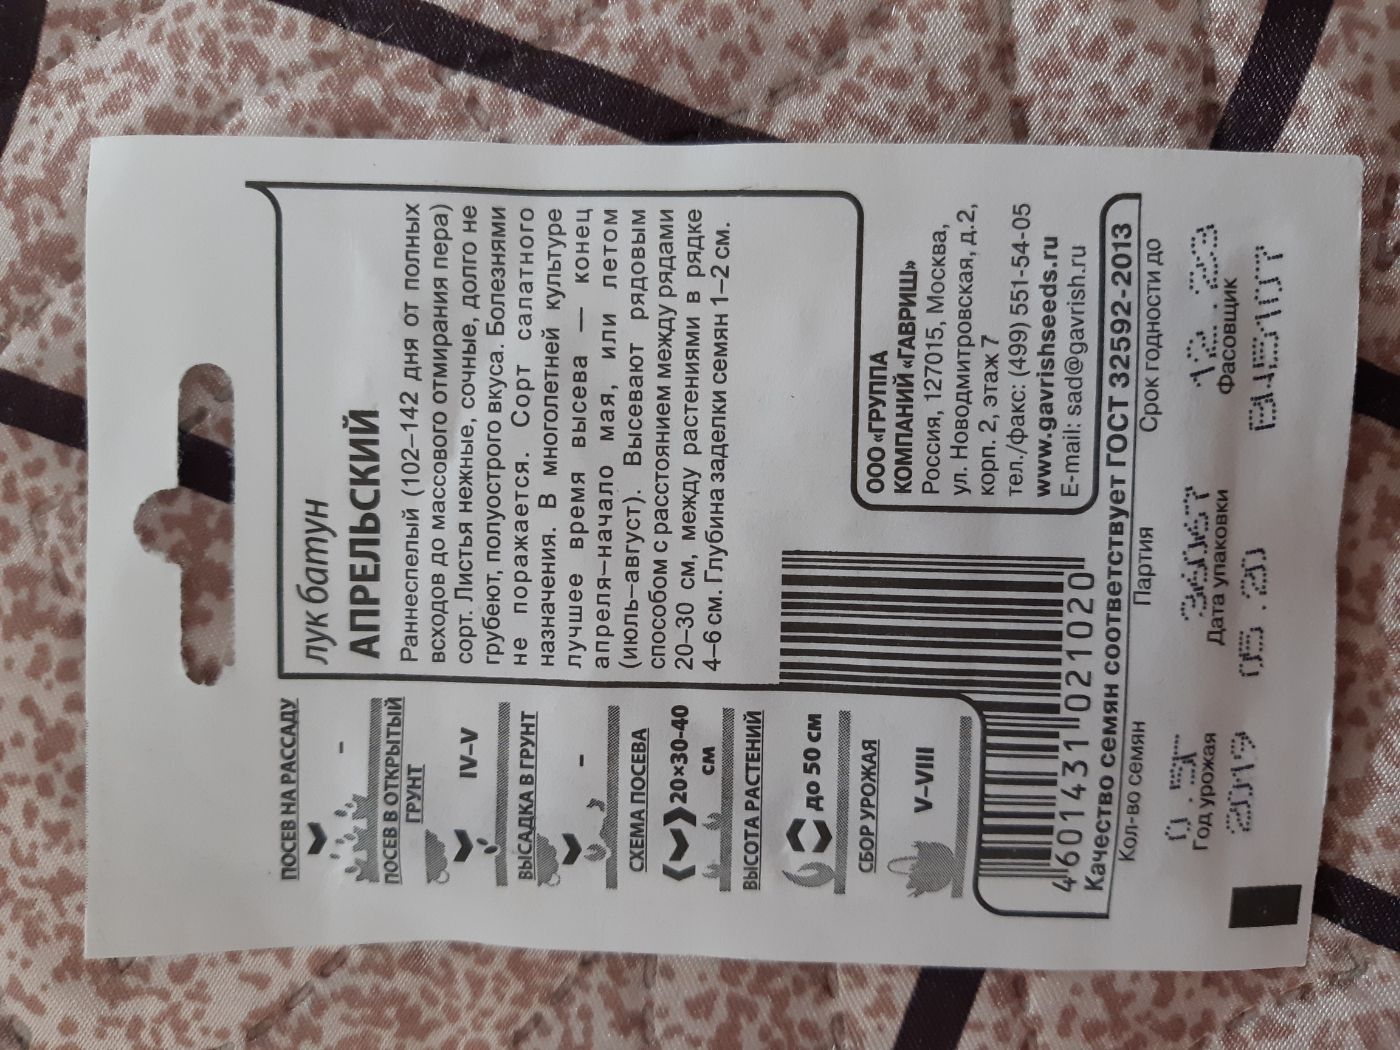 лук батун
АПРЕЛЬСКИЙ
Раннеспелый (102–142 дня от полных
всходов до массового отмирания пера)
сорт. Листья нежные, сочные, долго не
грубеют, полуострого вкуса. Болезнями
не поражается. Сорт салатного
назначения. В многолетней культуре
лучшее время высева — конец
апреля–начало мая, или летом
(июль–август). Высевают рядовым
способом с расстоянием между рядами
20–30 см, между растениями в рядке
4–6 см. Глубина заделки семян 1–2 см.
ПОСЕВ НА РАССАДУ
–
ПОСЕВ В ОТКРЫТЫЙ
ГРУНТ
IV–V
ВЫСАДКА В ГРУНТ
–
СХЕМА ПОСЕВА
20×30-40
см
ВЫСОТА РАСТЕНИЙ
до 50 см
СБОР УРОЖАЯ
V–VIII
4 601431 021020
ООО «ГРУППА
КОМПАНИЙ «ГАВРИШ»
Россия, 127015, Москва,
ул. Новодмитровская, д.2,
корп. 2, этаж 7
тел./факс: (499) 551-54-05
www.gavrishseeds.ru
E-mail: sad@gavrish.ru
Качество семян соответствует ГОСТ 32592-2013
Кол-во семян Партия Срок годности до
0.5Г 36067 12.23
Год урожая Дата упаковки Фасовщик
2019 05.20